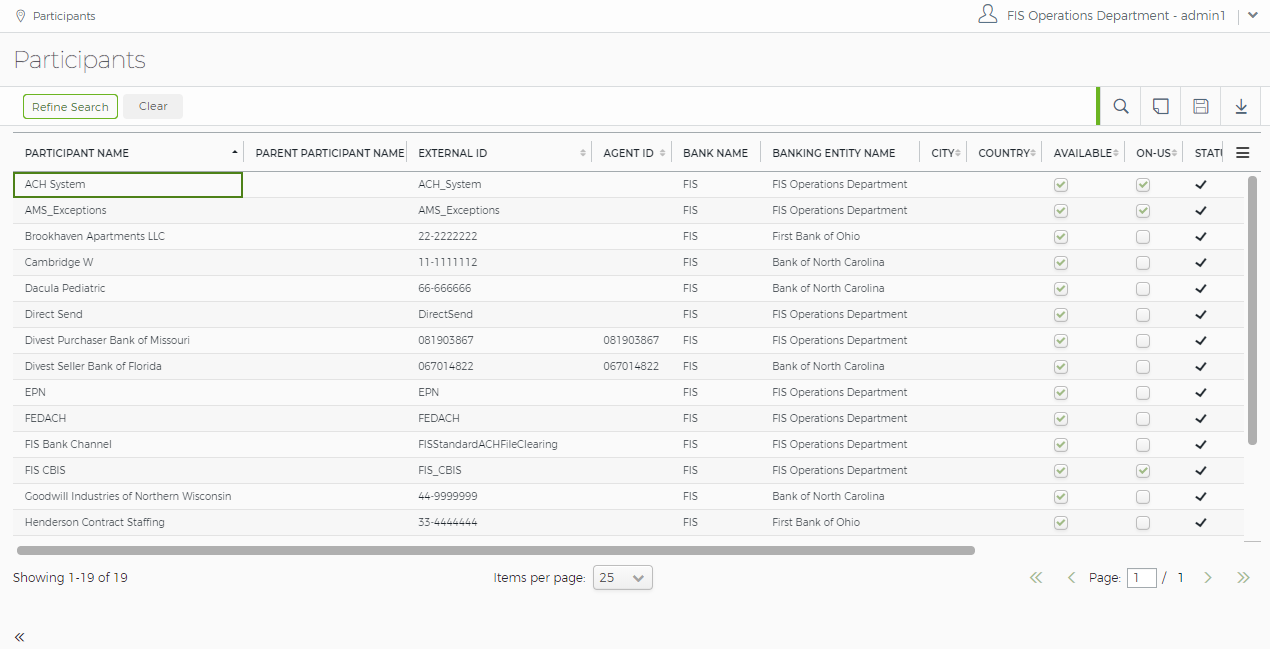 Participants
FIS Operations Department - admin1
Participants
Refine Search Clear
PARTICIPANT NAME PARENT PARTICIPANT NAME EXTERNAL ID AGENT ID BANK NAME BANKING ENTITY NAME CITY COUNTRY AVAILABLE ON-US STATU
ACH System ACH_System FIS FIS Operations Department
AMS_Exceptions AMS_Exceptions FIS FIS Operations Department
Brookhaven Apartments LLC 22-2222222 FIS First Bank of Ohio
Cambridge W 11-1111112 FIS Bank of North Carolina
Dacula Pediatric 66-666666 FIS Bank of North Carolina
Direct Send DirectSend FIS FIS Operations Department
Divest Purchaser Bank of Missouri 081903867 081903867 FIS FIS Operations Department
Divest Seller Bank of Florida 067014822 067014822 FIS Bank of North Carolina
EPN EPN FIS FIS Operations Department
FEDACH FEDACH FIS FIS Operations Department
FIS Bank Channel FISStandardACHFileClearing FIS FIS Operations Department
FIS CBIS FIS_CBIS FIS FIS Operations Department
Goodwill Industries of Northern Wisconsin 44-9999999 FIS Bank of North Carolina
Henderson Contract Staffing 33-4444444 FIS First Bank of Ohio
Showing 1-19 of 19 Items per page: 25 Page: 1 / 1